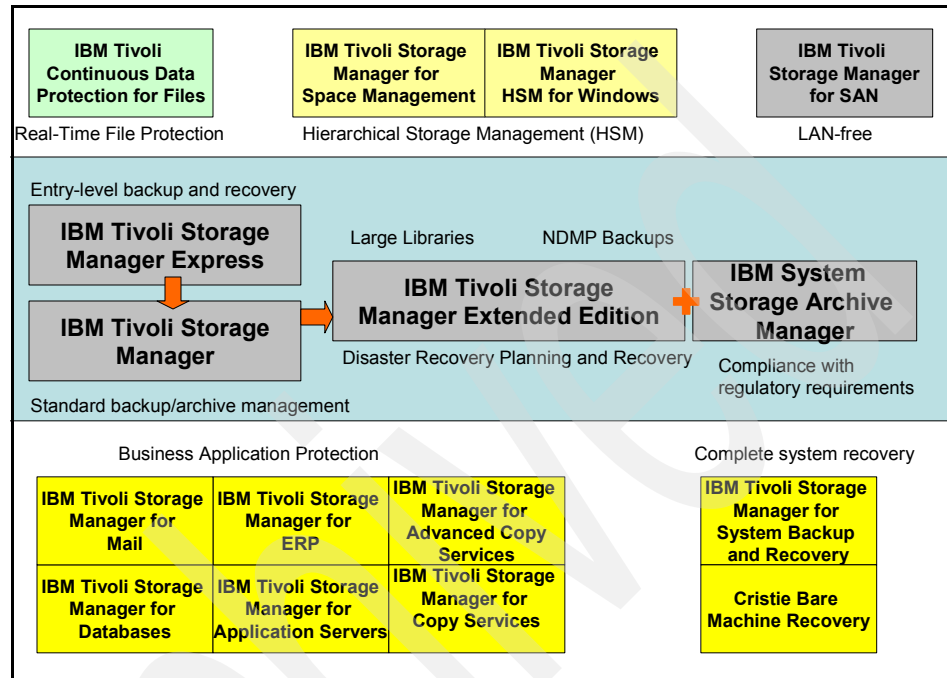 IBM Tivoli
Continuous Data
Protection for Files
IBM Tivoli Storage
Manager for
Space Management
IBM Tivoli Storage
Manager
HSM for Windows
IBM Tivoli
Storage Manager
for SAN
Real-Time File Protection
Hierarchical Storage Management (HSM)
LAN-free
Entry-level backup and recovery
IBM Tivoli Storage
Manager Express
IBM Tivoli Storage
Manager
Standard backup/archive management
Large Libraries
NDMP Backups
IBM Tivoli Storage
Manager Extended Edition
Disaster Recovery Planning and Recovery
IBM System
Storage Archive
Manager
Compliance with
regulatory requirements
Business Application Protection
IBM Tivoli Storage
Manager for
Mail
IBM Tivoli Storage
Manager for
ERP
IBM Tivoli Storage
Manager for
Advanced Copy
Services
IBM Tivoli Storage
Manager for
Databases
IBM Tivoli Storage
Manager for
Application Servers
IBM Tivoli Storage
Manager for
Copy Services
Complete system recovery
IBM Tivoli Storage
Manager for
System Backup
and Recovery
Cristie Bare
Machine Recovery